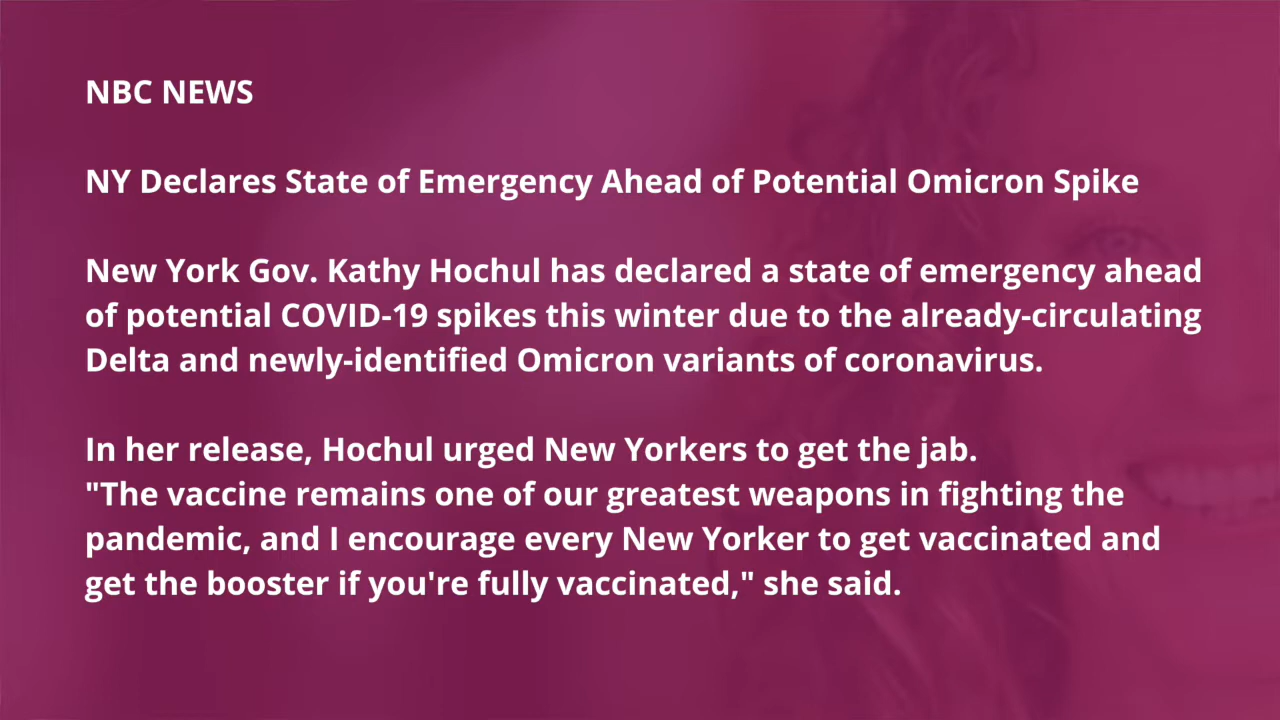 NBC NEWS
NY Declares State of Emergency Ahead of Potential Omicron Spike
New York Gov. Kathy Hochul has declared a state of emergency ahead
of potential COVID-19 spikes this winter due to the already-circulating
Delta and newly-identified Omicron variants of coronavirus.
In her release, Hochul urged New Yorkers to get the jab.
"The vaccine remains one of our greatest weapons in fighting the
pandemic, and I encourage every New Yorker to get vaccinated and
get the booster if you're fully vaccinated," she said.